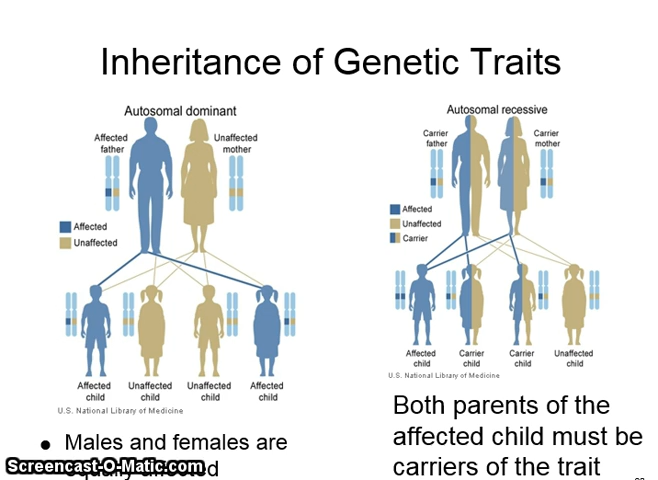 Inheritance of Genetic Traits
Autosomal dominant
Affected father
Unaffected mother
Affected
Unaffected
Affected child
Unaffected child
Unaffected child
Affected child
U.S. National Library of Medicine
• Males and females are
equally affected
Autosomal recessive
Carrier father
Carrier mother
Affected
Unaffected
Carrier
Affected child
Carrier child
Carrier child
Unaffected child
U.S. National Library of Medicine
Both parents of the
affected child must be
carriers of the trait
Screencast-O-Matic.com